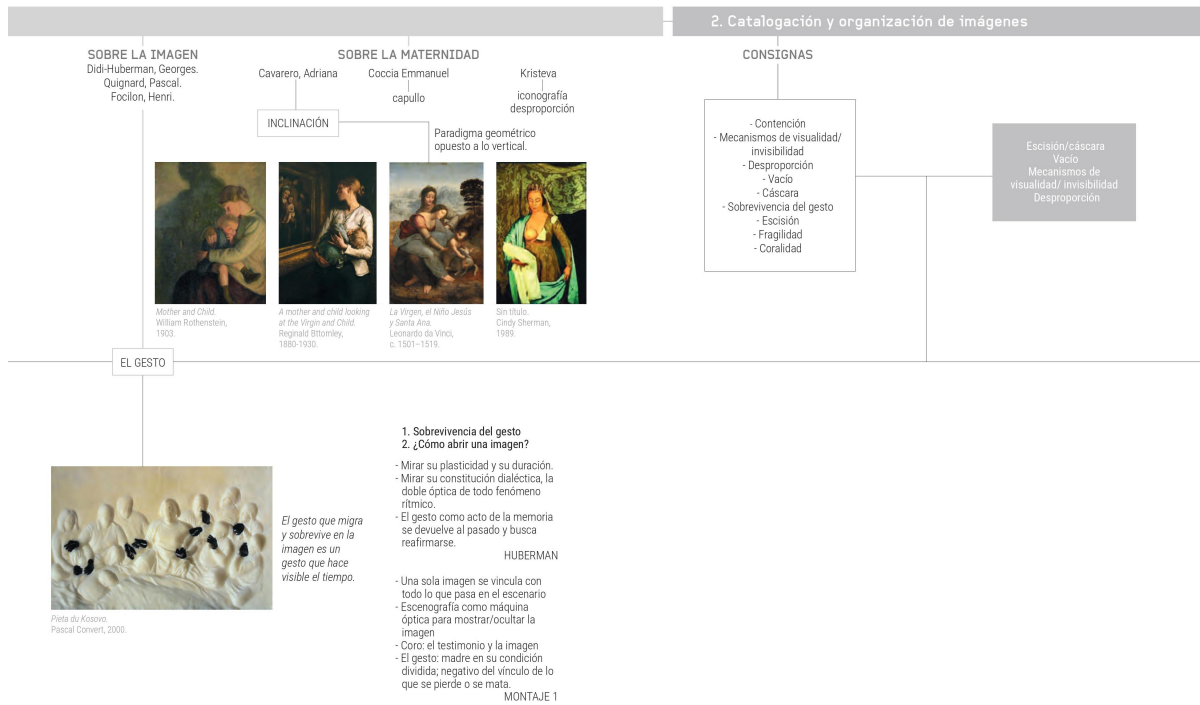 2. Catalogación y organización de imágenes
SOBRE LA IMAGEN
Didi-Huberman, Georges.
Quignard, Pascal.
Focilon, Henri.
SOBRE LA MATERNIDAD
Cavarero, Adriana
INCLINACIÓN
Coccia Emmanuel
capullo
Kristeva
iconografía
desproporción
Paradigma geométrico
opuesto a lo vertical.
Mother and Child.
William Rothenstein,
1903.
A mother and child looking
at the Virgin and Child.
Reginald Bttomley,
1880-1930.
La Virgen, el Niño Jesús
y Santa Ana.
Leonardo da Vinci,
c. 1501–1519.
Sin título.
Cindy Sherman,
1989.
CONSIGNAS
- Contención
- Mecanismos de visualidad/
invisibilidad
- Desproporción
- Vacío
- Cáscara
- Sobrevivencia del gesto
- Escisión
- Fragilidad
- Coralidad
Escisión/cáscara
Vacío
Mecanismos de
visualidad/ invisibilidad
Desproporción
EL GESTO
Pieta du Kosovo.
Pascal Convert, 2000.
El gesto que migra
y sobrevive en la
imagen es un
gesto que hace
visible el tiempo.
1. Sobrevivencia del gesto
2. ¿Cómo abrir una imagen?
- Mirar su plasticidad y su duración.
- Mirar su constitución dialéctica, la
doble óptica de todo fenómeno
rítmico.
- El gesto como acto de la memoria
se devuelve al pasado y busca
reafirmarse.
HUBERMAN
- Una sola imagen se vincula con
todo lo que pasa en el escenario
- Escenografía como máquina
óptica para mostrar/ocultar la
imagen
- Coro: el testimonio y la imagen
- El gesto: madre en su condición
dividida; negativo del vínculo de lo
que se pierde o se mata.
MONTAJE 1